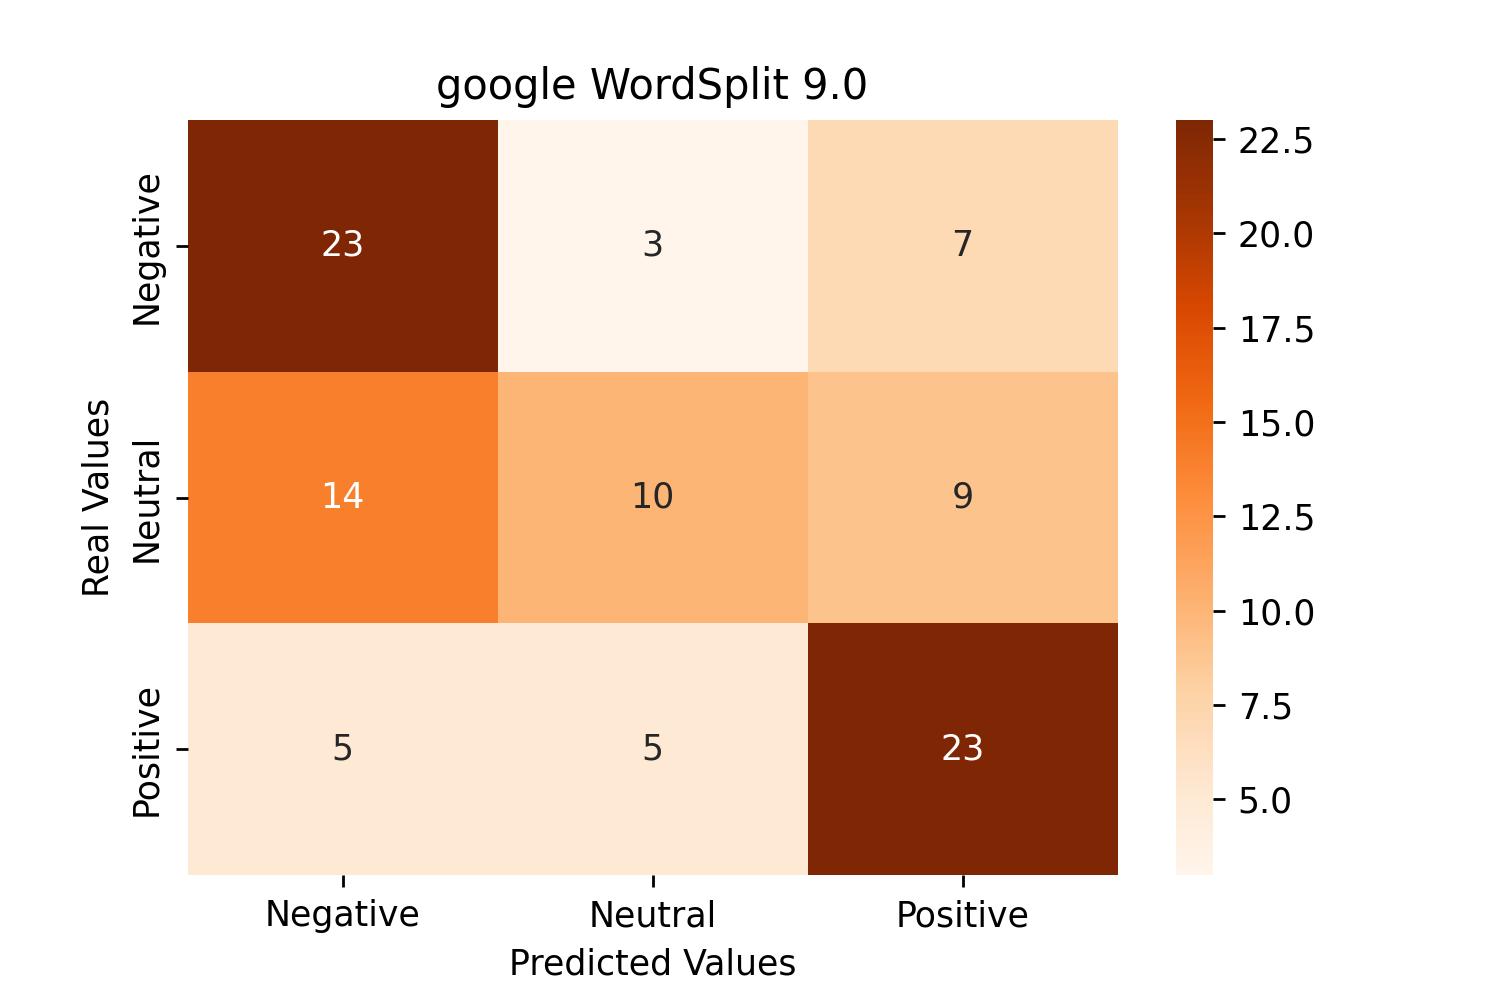 google WordSplit 9.0
Real Values
Negative
Neutral
Positive
23 3 7
14 10 9
5 5 23
Negative Neutral Positive
Predicted Values
22.5
20.0
17.5
15.0
12.5
10.0
7.5
5.0